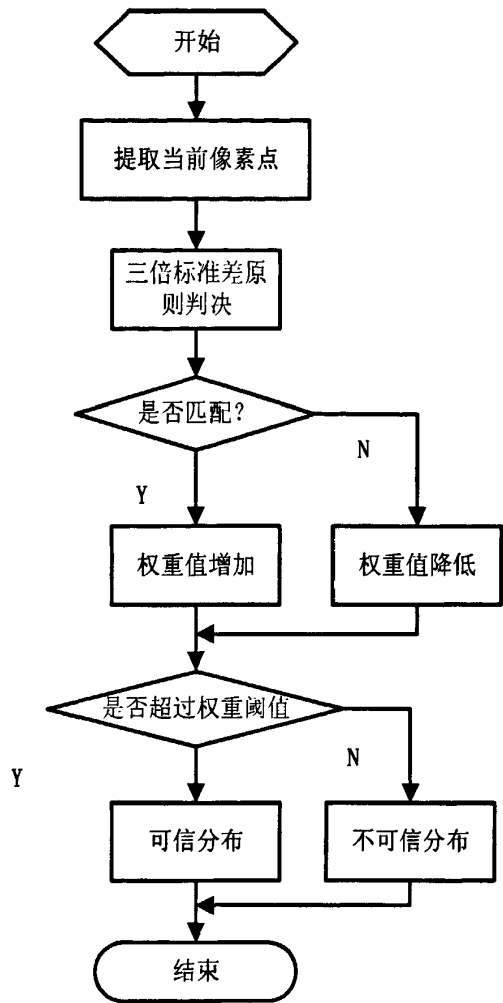 开始
提取当前像素点
三倍标准差原
则判决
是否匹配?
N
Y
权重值增加
权重值降低
是否超过权重阈值
N
Y
可信分布
不可信分布
结束